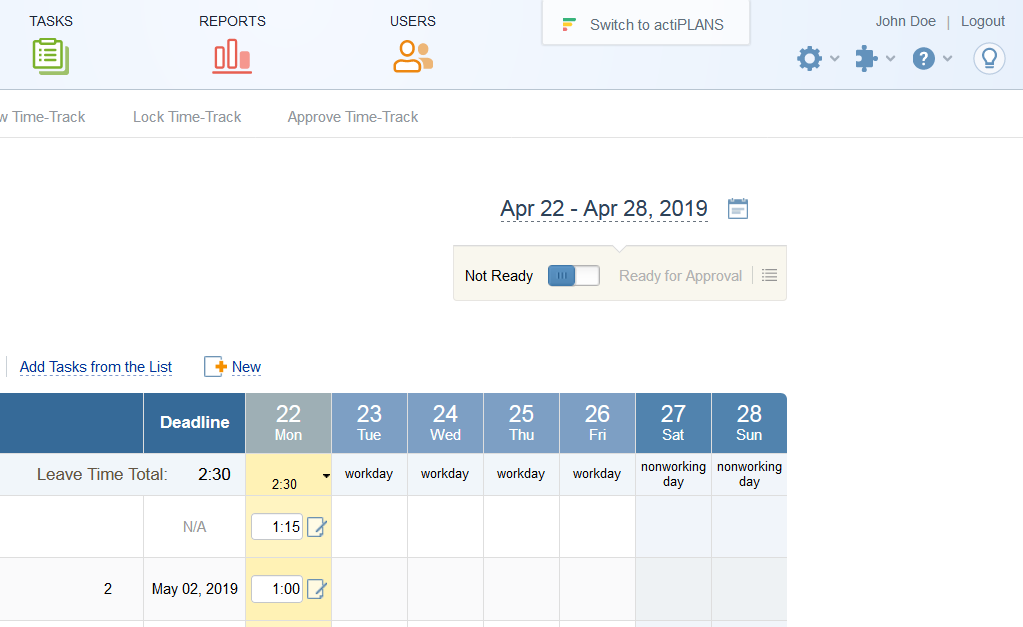 TASKS
REPORTS
USERS
Switch to actiPLANS
John Doe | Logout
w Time-Track
Lock Time-Track
Approve Time-Track
Apr 22 - Apr 28, 2019
Not Ready
Ready for Approval
Add Tasks from the List
New
Deadline
22
Mon
23
Tue
24
Wed
25
Thu
26
Fri
27
Sat
28
Sun
Leave Time Total: 2:30
2:30
workday
workday
workday
workday
nonworking
day
nonworking
day
N/A
1:15
2
May 02, 2019
1:00